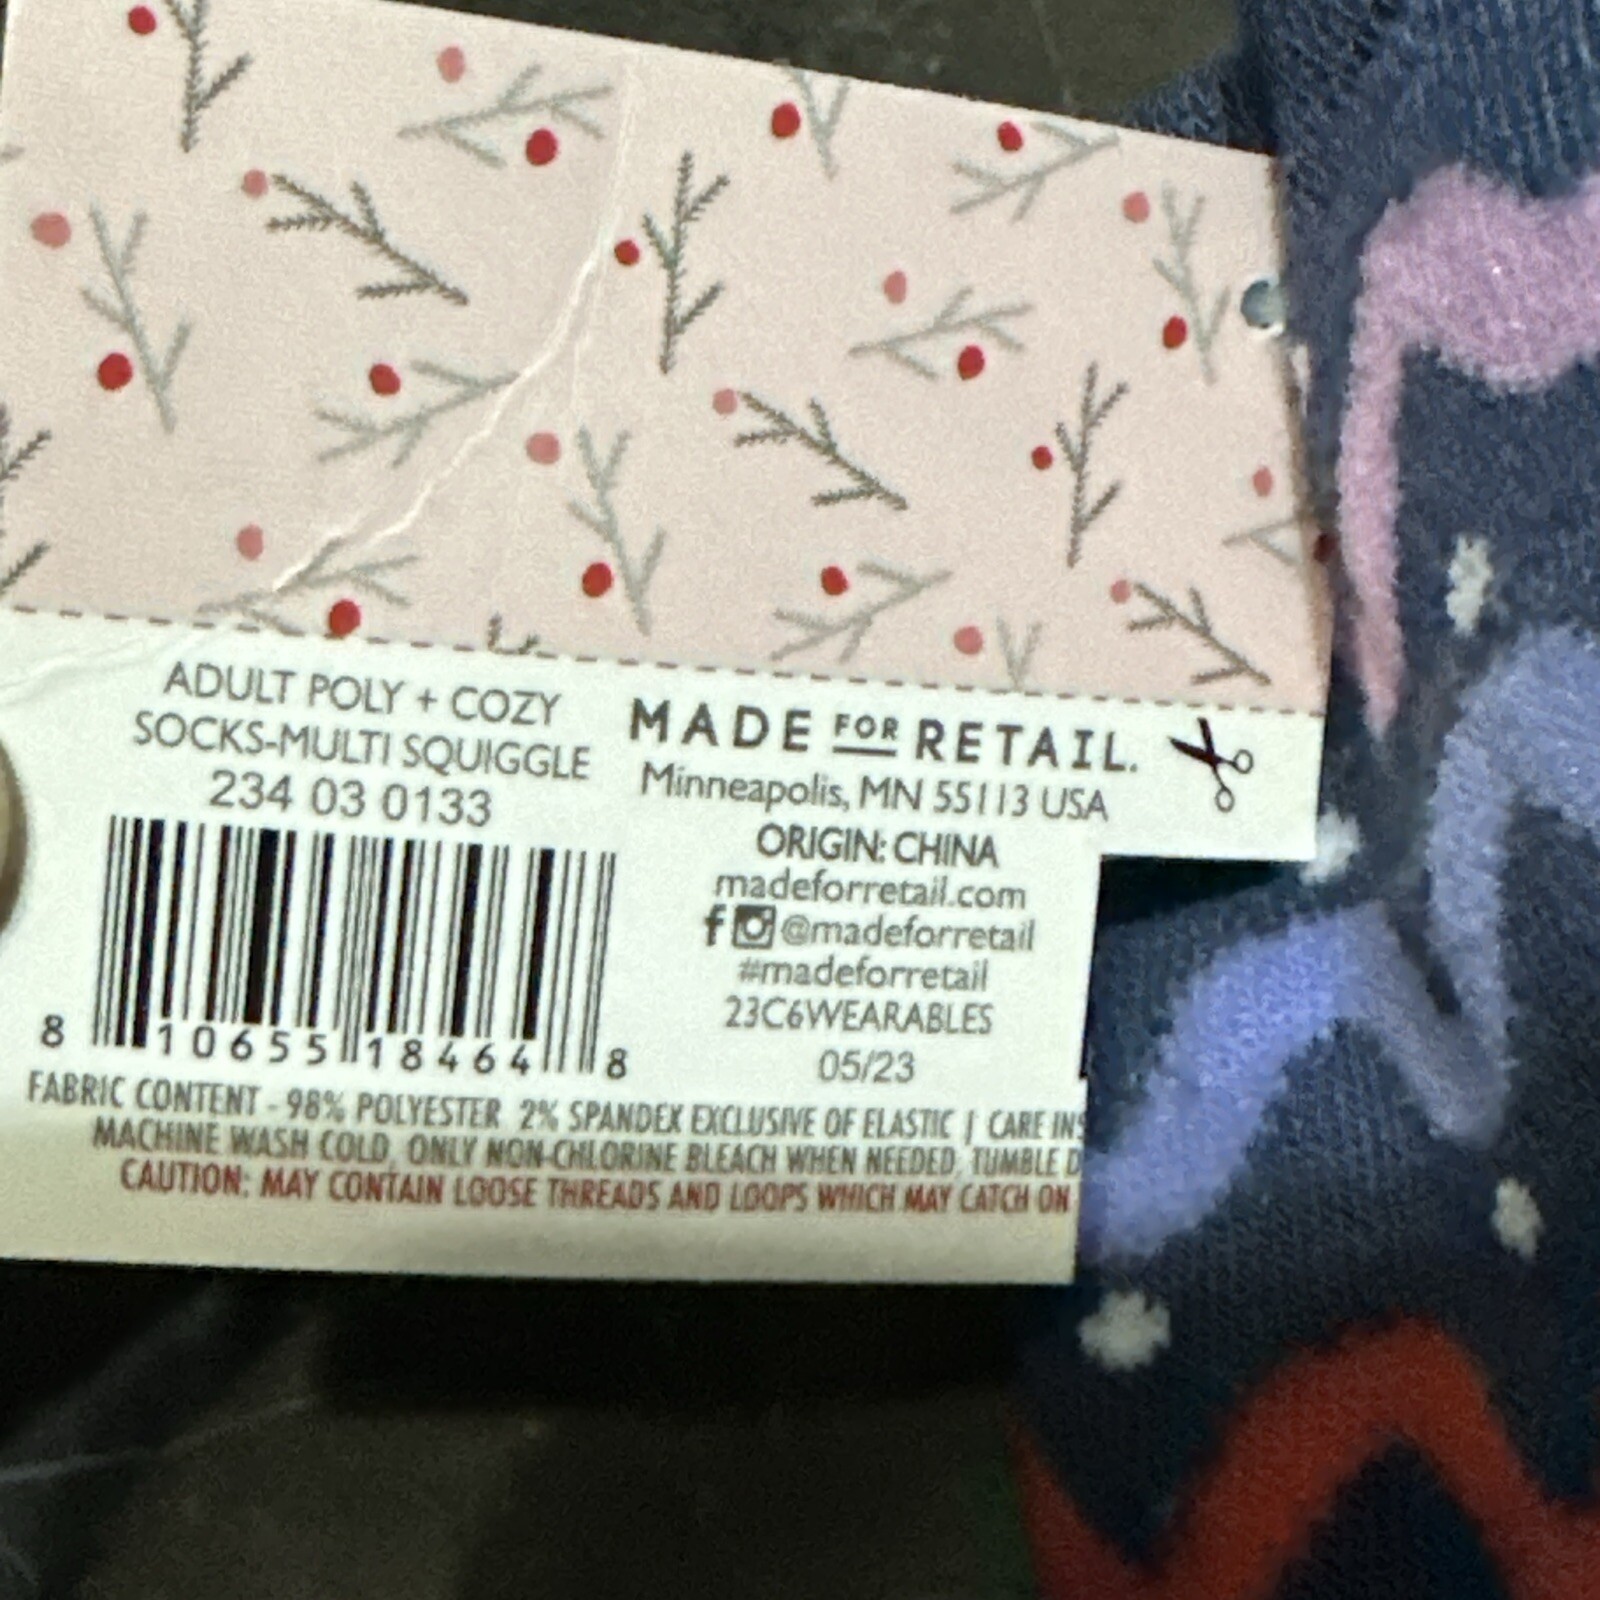 ADULT POLY + COZY
SOCKS-MULTI SQUIGGLE
234 03 0133
8 10655 18464 8
MADE FOR RETAIL.
Minneapolis, MN 55113 USA
ORIGIN: CHINA
madeforretail.com
@madeforretail
#madeforretail
23C6WEARABLES
05/23
FABRIC CONTENT - 98% POLYESTER 2% SPANDEX EXCLUSIVE OF ELASTIC | CARE INS
MACHINE WASH COLD, ONLY NON-CHLORINE BLEACH WHEN NEEDED, TUMBLE D
CAUTION: MAY CONTAIN LOOSE THREADS AND LOOPS WHICH MAY CATCH ON